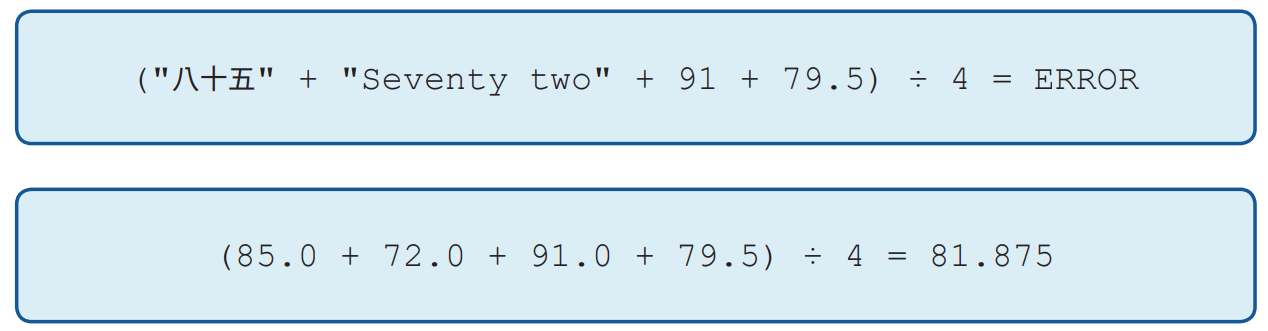 ("八十五" + "Seventy two" + 91 + 79.5) ÷ 4 = ERROR
(85.0 + 72.0 + 91.0 + 79.5) ÷ 4 = 81.875